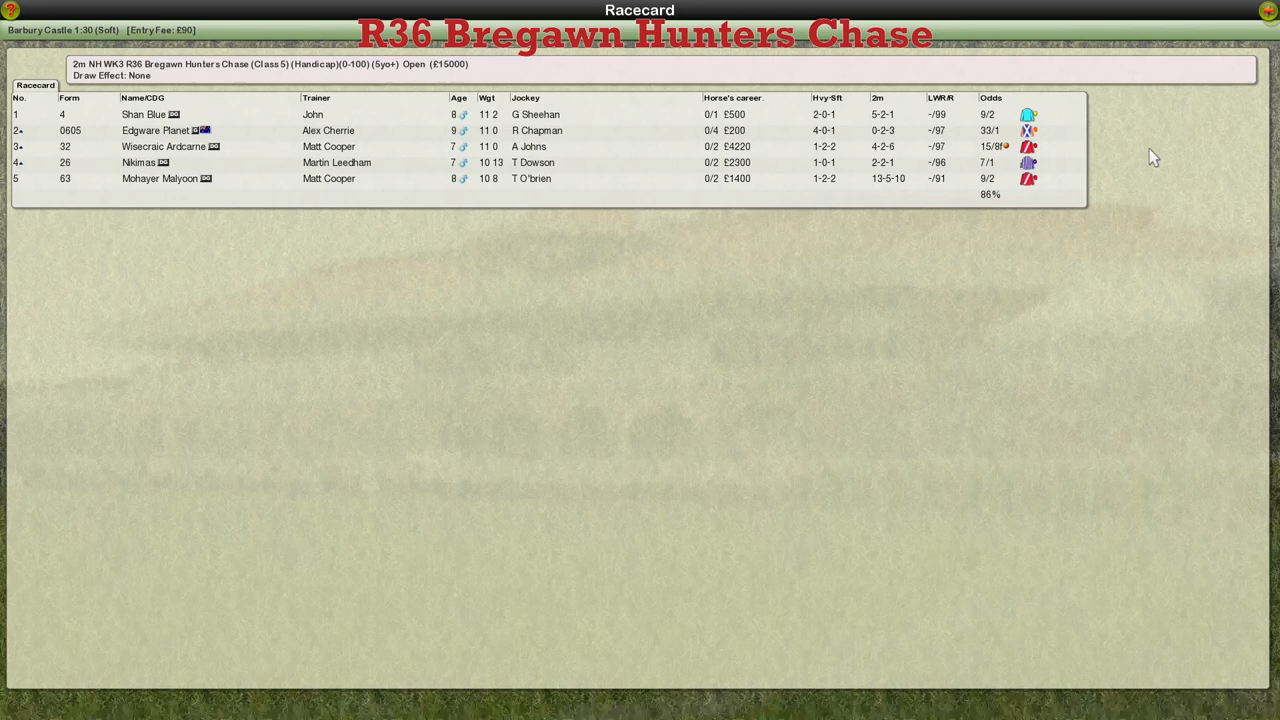 Racecard
Barbury Castle 1:30 (Soft) [Entry Fee: £90]
R36 Bregawn Hunters Chase
2m NH WK3 R36 Bregawn Hunters Chase (Class 5) (Handicap)(0-100) (5yo+) Open (£15000)
Draw Effect: None
Racecard
No. Form Name/CDG Trainer Age Wgt Jockey Horse's career. Hvy-Sft 2m LWR/R Odds
1 4 Shan Blue John 8 11 2 G Sheehan 0/1 £500 2-0-1 5-2-1 -/99 9/2
2 0605 Edgware Planet Alex Cherrie 9 11 0 R Chapman 0/4 £200 4-0-1 0-2-3 -/97 33/1
3 32 Wisecraic Ardcarne Matt Cooper 7 11 0 A Johns 0/2 £4220 1-2-2 4-2-6 -/97 15/8f
4 26 Nikimas Martin Leedham 7 10 13 T Dowson 0/2 £2300 1-0-1 2-2-1 -/96 7/1
5 63 Mohayer Malyoon Matt Cooper 8 10 8 T O'brien 0/2 £1400 1-2-2 13-5-10 -/91 9/2
86%